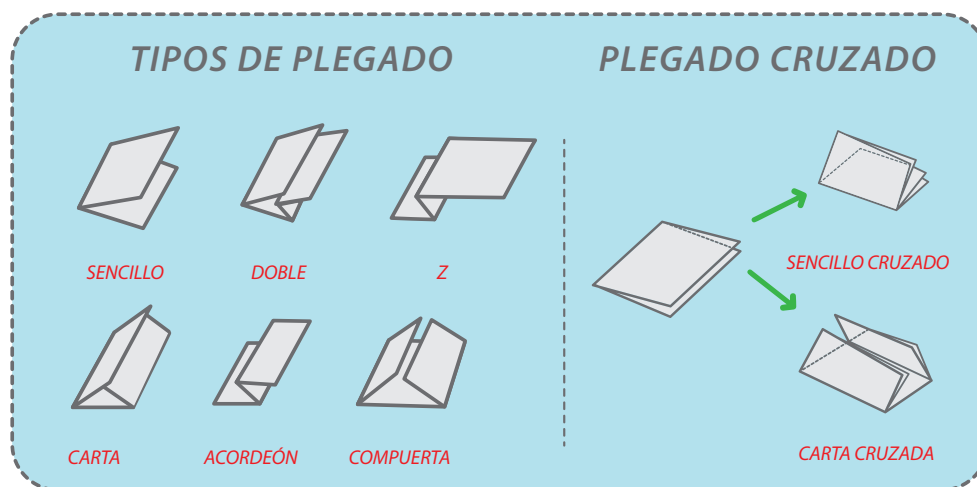 TIPOS DE PLEGADO
SENCILLO
DOBLE
Z
CARTA
ACORDEÓN
COMPUERTA
PLEGADO CRUZADO
SENCILLO CRUZADO
CARTA CRUZADA